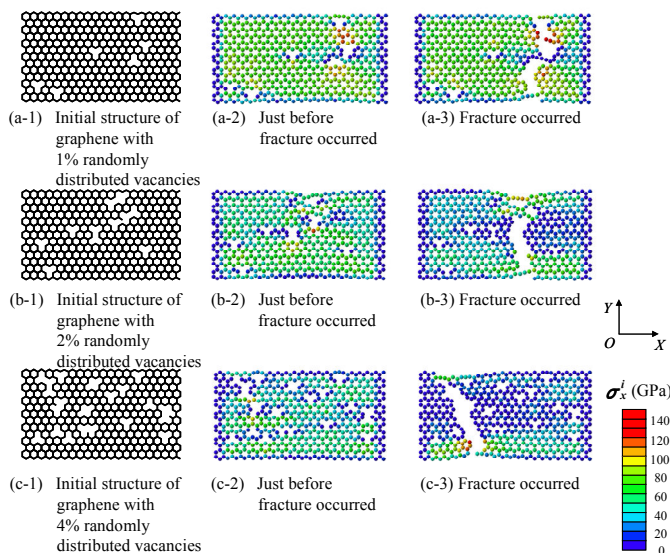 (a-1) Initial structure of
graphene with
1% randomly
distributed vacancies
(a-2) Just before
fracture occurred
(a-3) Fracture occurred
(b-1) Initial structure of
graphene with
2% randomly
distributed vacancies
(b-2) Just before
fracture occurred
(b-3) Fracture occurred
(c-1) Initial structure of
graphene with
4% randomly
distributed vacancies
(c-2) Just before
fracture occurred
(c-3) Fracture occurred
Y
O X
σₓⁱ (GPa)
140
120
100
80
60
40
20
0